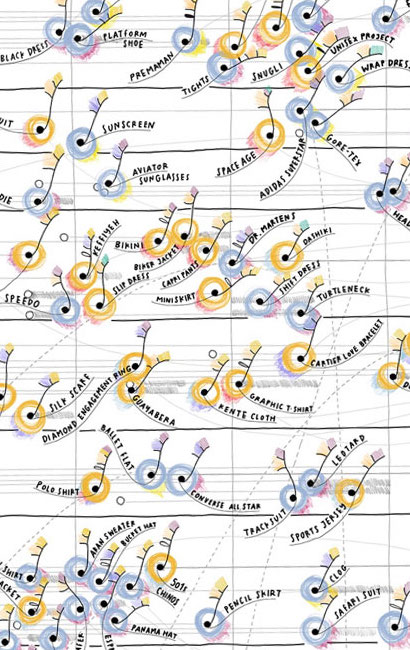 BLACK DRESS
PLATFORM
SHOE
PREMAMAN
TIGHTS
SNUGLI
UNISEX PROJECT
WRAP DRESS
UIT
SUNSCREEN
SPACE AGE
ADIDAS SUPERSTAR
GORE-TEX
AVIATOR
SUNGLASSES
DIE
HEAD
KEFFIYEH
BIKINI
BIKER JACKET
CAPRI PANTS
DR. MARTENS
DASHIKI
SLIP DRESS
MINISKIRT
SHIFT DRESS
TURTLENECK
SPEEDO
CARTIER LOVE BRACELET
SILK SCARF
DIAMOND ENGAGEMENT RING
GUAYABERA
KENTE CLOTH
GRAPHIC T-SHIRT
D
BALLET FLAT
POLO SHIRT
CONVERSE ALL STAR
LEOTARD
TRACKSUIT
SPORTS JERSEY
ARAN SWEATER
BUCKET HAT
SHIRT
ACKET
501s
CHINOS
PENCIL SKIRT
CLOG
SAFARI SUIT
PANAMA HAT